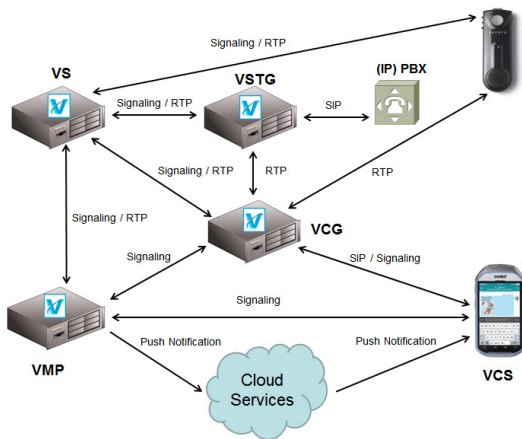 Signaling / RTP
VS
VSTG
(IP) PBX
Signaling / RTP
SIP
Signaling / RTP
RTP
RTP
Signaling / RTP
VCG
Signaling
SIP / Signaling
Signaling
VMP
Push Notification
Push Notification
VCS
Cloud
Services